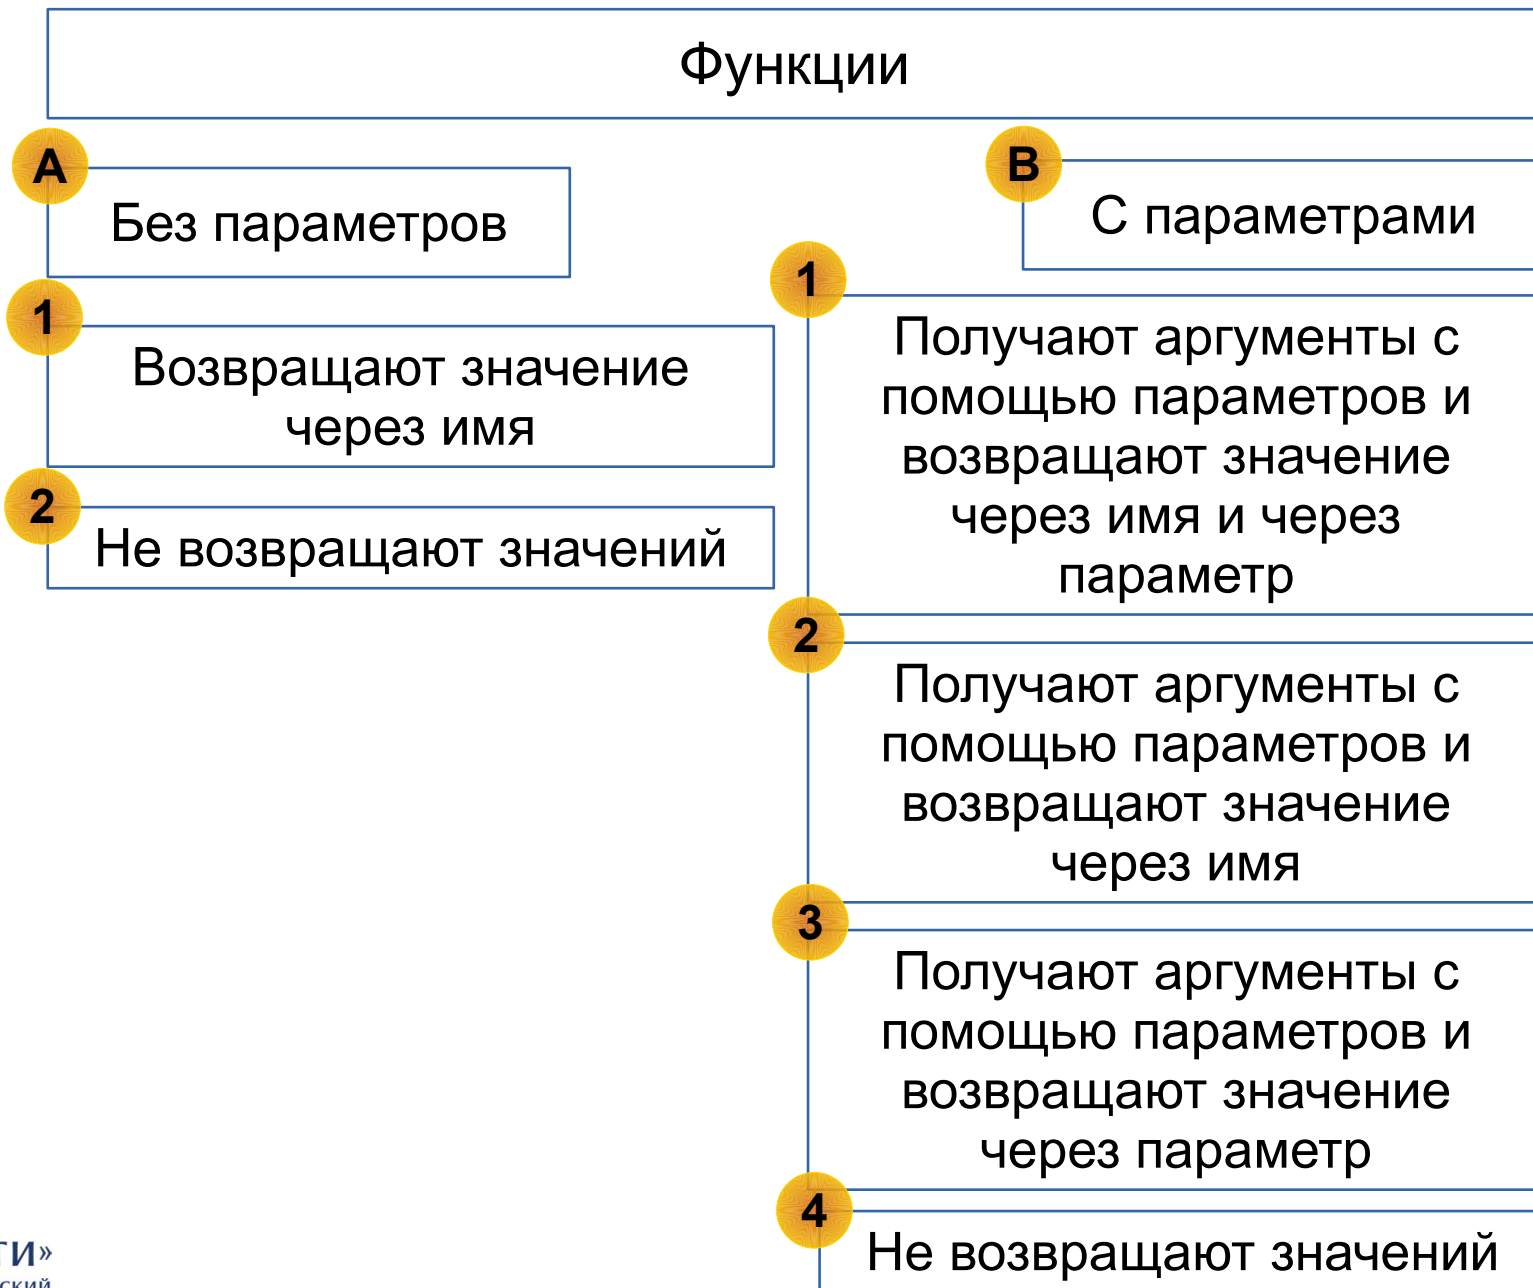 Функции
A
Без параметров
1
Возвращают значение
через имя
2
Не возвращают значений
B
С параметрами
1
Получают аргументы с
помощью параметров и
возвращают значение
через имя и через
параметр
2
Получают аргументы с
помощью параметров и
возвращают значение
через имя
3
Получают аргументы с
помощью параметров и
возвращают значение
через параметр
4
Не возвращают значений
ТИ»
ский